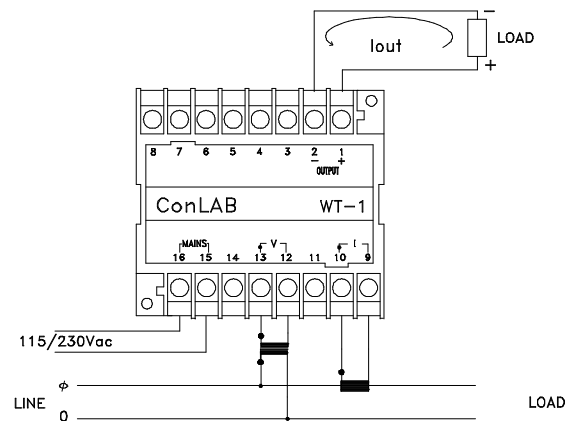 −
Iout
LOAD
+
8 7 6 5 4 3 2 1
− +
OUTPUT
ConLAB WT-1
MAINS V I
16 15 14 13 12 11 10 9
115/230Vac
ϕ
LINE LOAD
0